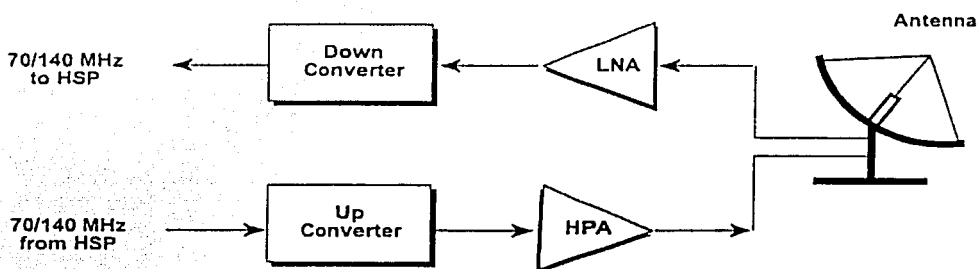 Antenna
70/140 MHz
to HSP
Down
Converter
LNA
70/140 MHz
from HSP
Up
Converter
HPA